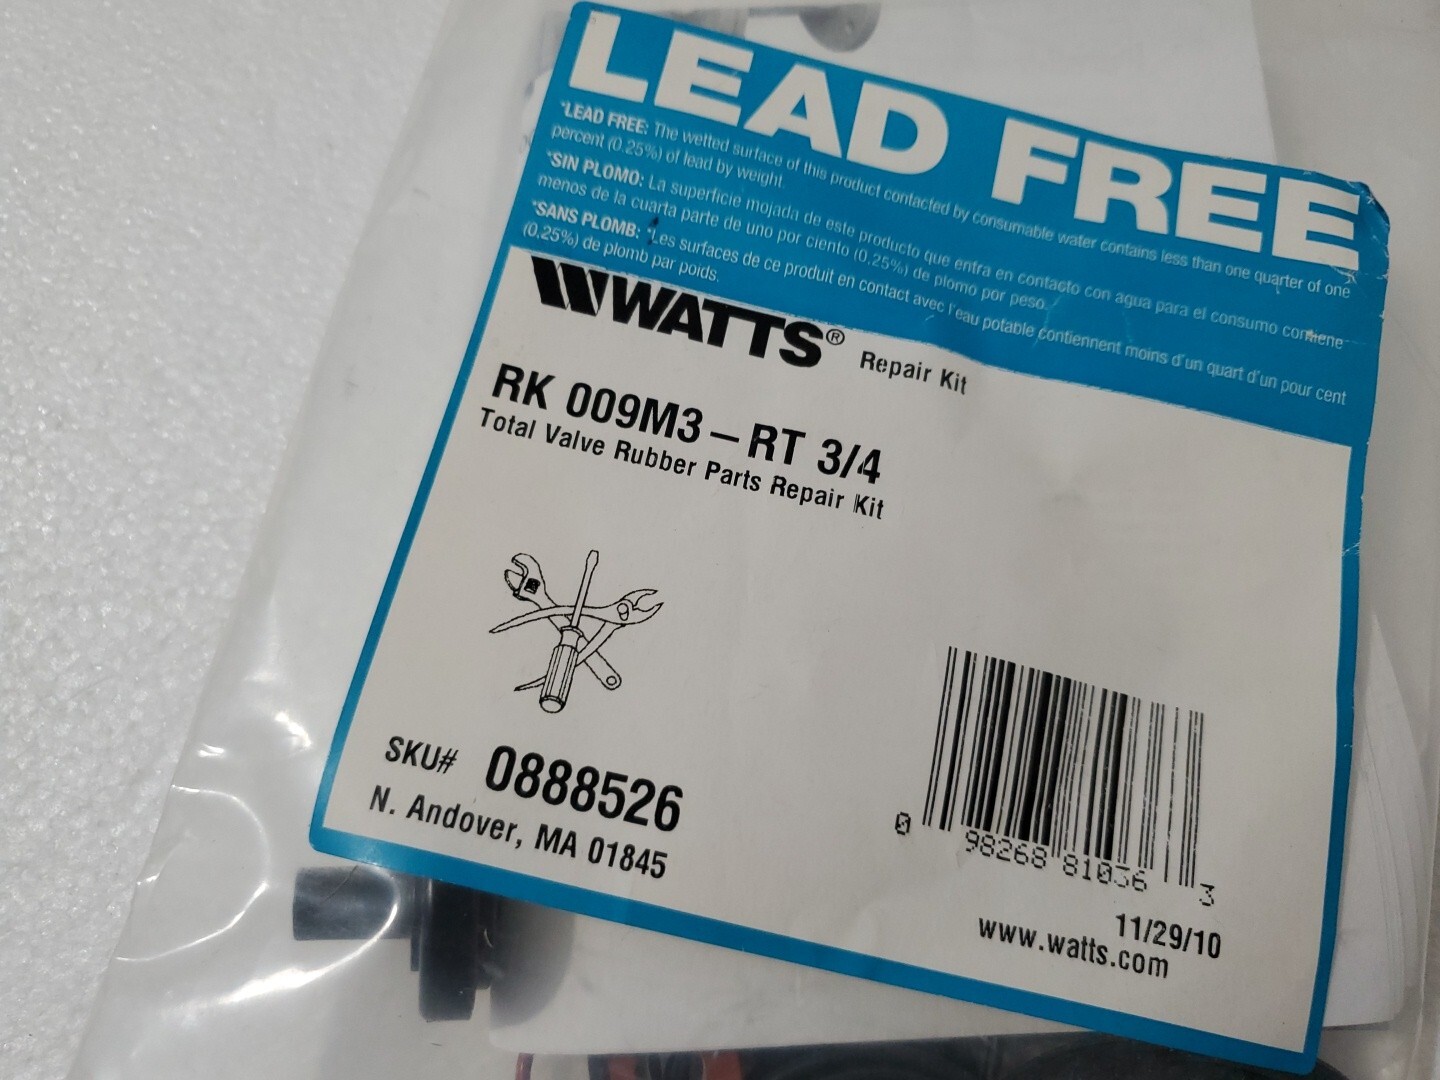 LEAD FREE
*LEAD FREE: The wetted surface of this product contacted by consumable water contains less than one quarter of one
percent (0.25%) of lead by weight.
*SIN PLOMO: La superficie mojada de este producto que entra en contacto con agua para el consumo contiene
menos de la cuarta parte de uno por ciento (0.25%) de plomo por peso.
*SANS PLOMB: Les surfaces de ce produit en contact avec l'eau potable contiennent moins d'un quart d'un pour cent
(0,25%) de plomb par poids.
WATTS® Repair Kit
RK 009M3 – RT 3/4
Total Valve Rubber Parts Repair Kit
SKU# 0888526
N. Andover, MA 01845
0 98268 81036 3
11/29/10
www.watts.com